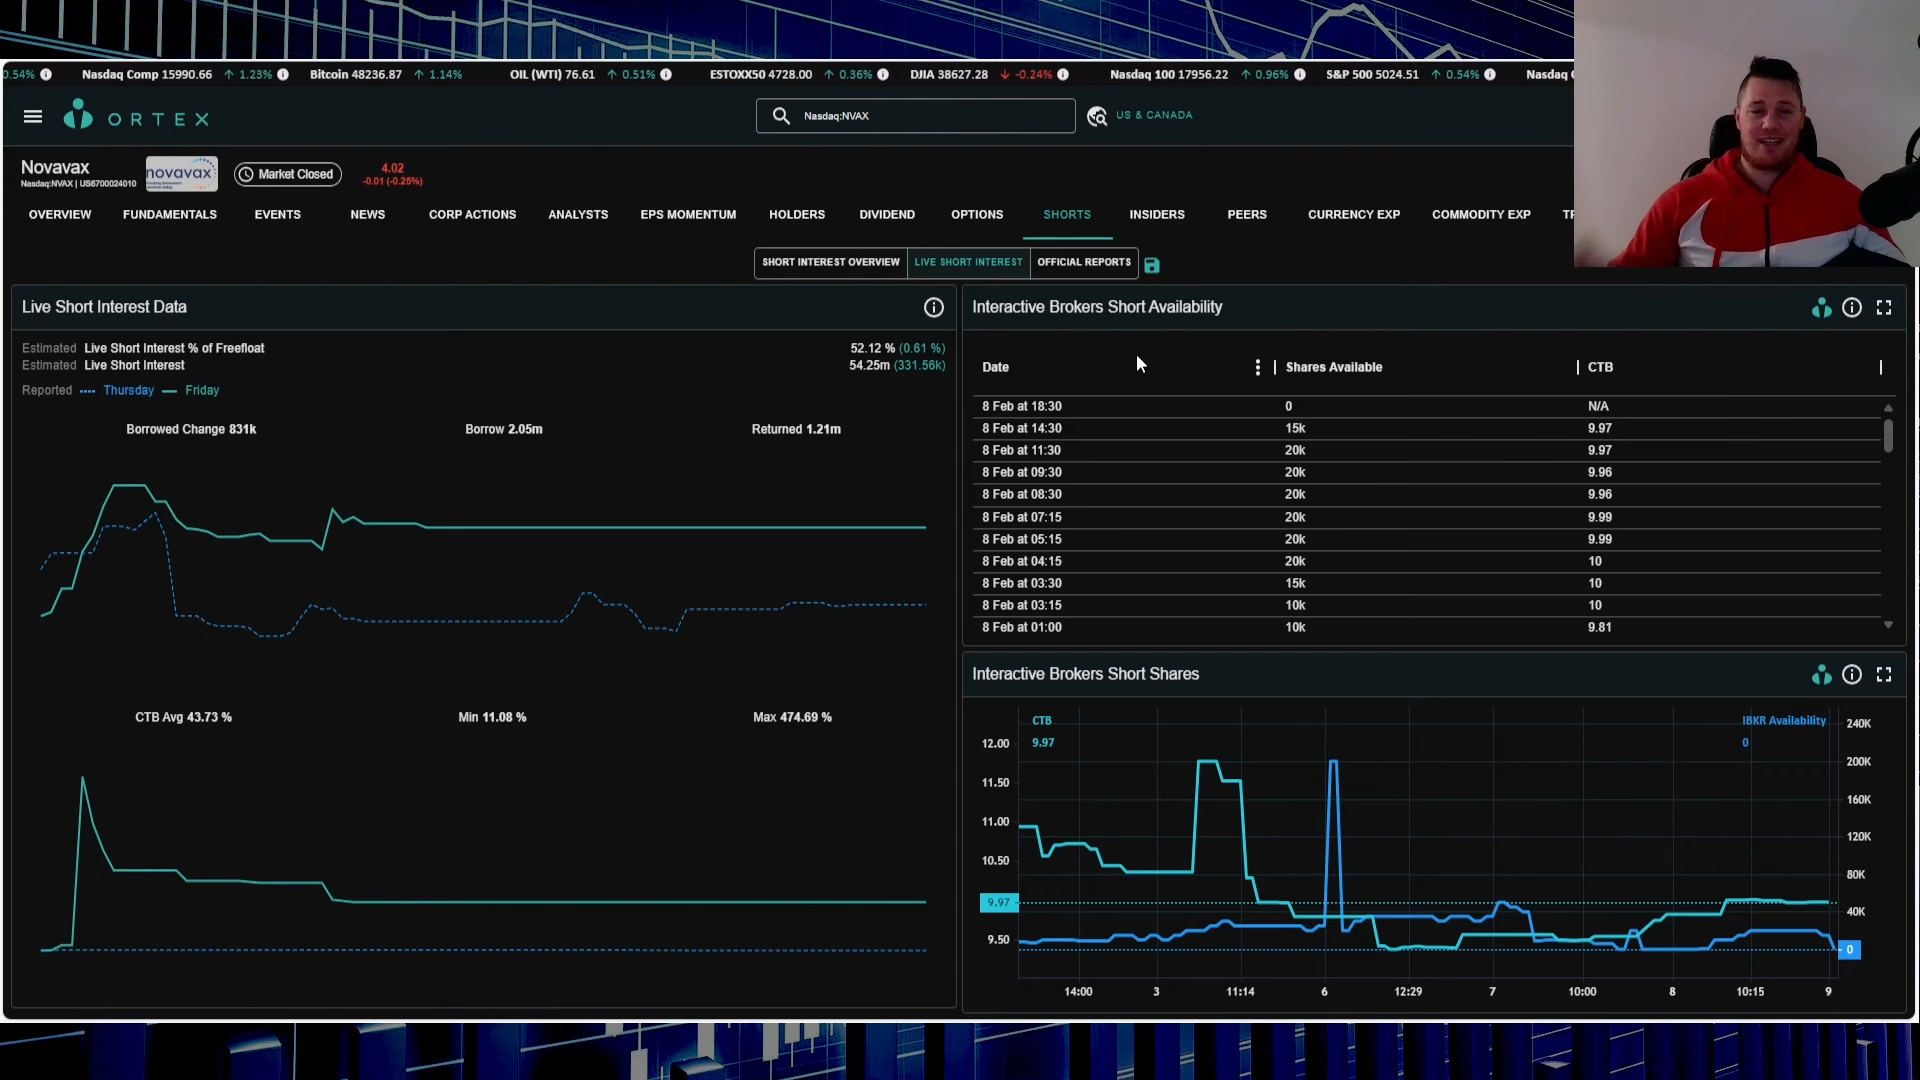 0.54% Nasdaq Comp 15990.66 ↑ 1.23% Bitcoin 48236.87 ↑ 1.14% OIL (WTI) 76.61 ↑ 0.51% ESTOXX50 4728.00 ↑ 0.36% DJIA 38627.28 ↓ -0.24% Nasdaq 100 17956.22 ↑ 0.96% S&P 500 5024.51 ↑ 0.54% Nasdaq
ORTEX
Nasdaq:NVAX
US & CANADA
Novavax
Nasdaq:NVAX | US6700024010
novavax
Market Closed
4.02
-0.01 (-0.25%)
OVERVIEW FUNDAMENTALS EVENTS NEWS CORP ACTIONS ANALYSTS EPS MOMENTUM HOLDERS DIVIDEND OPTIONS SHORTS INSIDERS PEERS CURRENCY EXP COMMODITY EXP
SHORT INTEREST OVERVIEW LIVE SHORT INTEREST OFFICIAL REPORTS
Live Short Interest Data
Estimated Live Short Interest % of Freefloat 52.12 % (0.61 %)
Estimated Live Short Interest 54.25m (331.56k)
Reported Thursday Friday
Borrowed Change 831k Borrow 2.05m Returned 1.21m
CTB Avg 43.73 % Min 11.08 % Max 474.69 %
Interactive Brokers Short Availability
Date Shares Available CTB
8 Feb at 18:30 0 N/A
8 Feb at 14:30 15k 9.97
8 Feb at 11:30 20k 9.97
8 Feb at 09:30 20k 9.96
8 Feb at 08:30 20k 9.96
8 Feb at 07:15 20k 9.99
8 Feb at 05:15 20k 9.99
8 Feb at 04:15 20k 10
8 Feb at 03:30 15k 10
8 Feb at 03:15 10k 10
8 Feb at 01:00 10k 9.81
Interactive Brokers Short Shares
CTB IBKR Availability 240K
12.00 9.97 0
200K
11.50
160K
11.00
120K
10.50
80K
9.97
40K
9.50
0
14:00 3 11:14 6 12:29 7 10:00 8 10:15 9